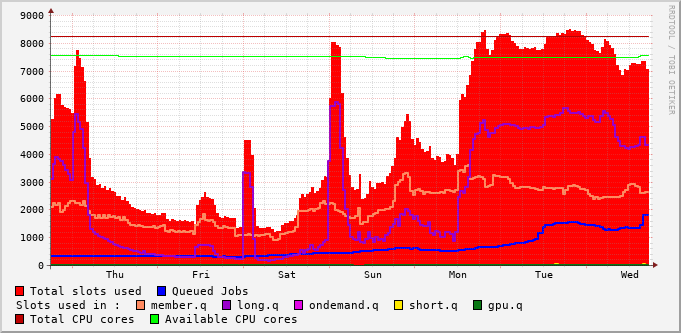 9000
8000
7000
6000
5000
4000
3000
2000
1000
0
Thu Fri Sat Sun Mon Tue Wed
RRDTOOL / TOBI OETIKER
Total slots used Queued Jobs
Slots used in : member.q long.q ondemand.q short.q gpu.q
Total CPU cores Available CPU cores